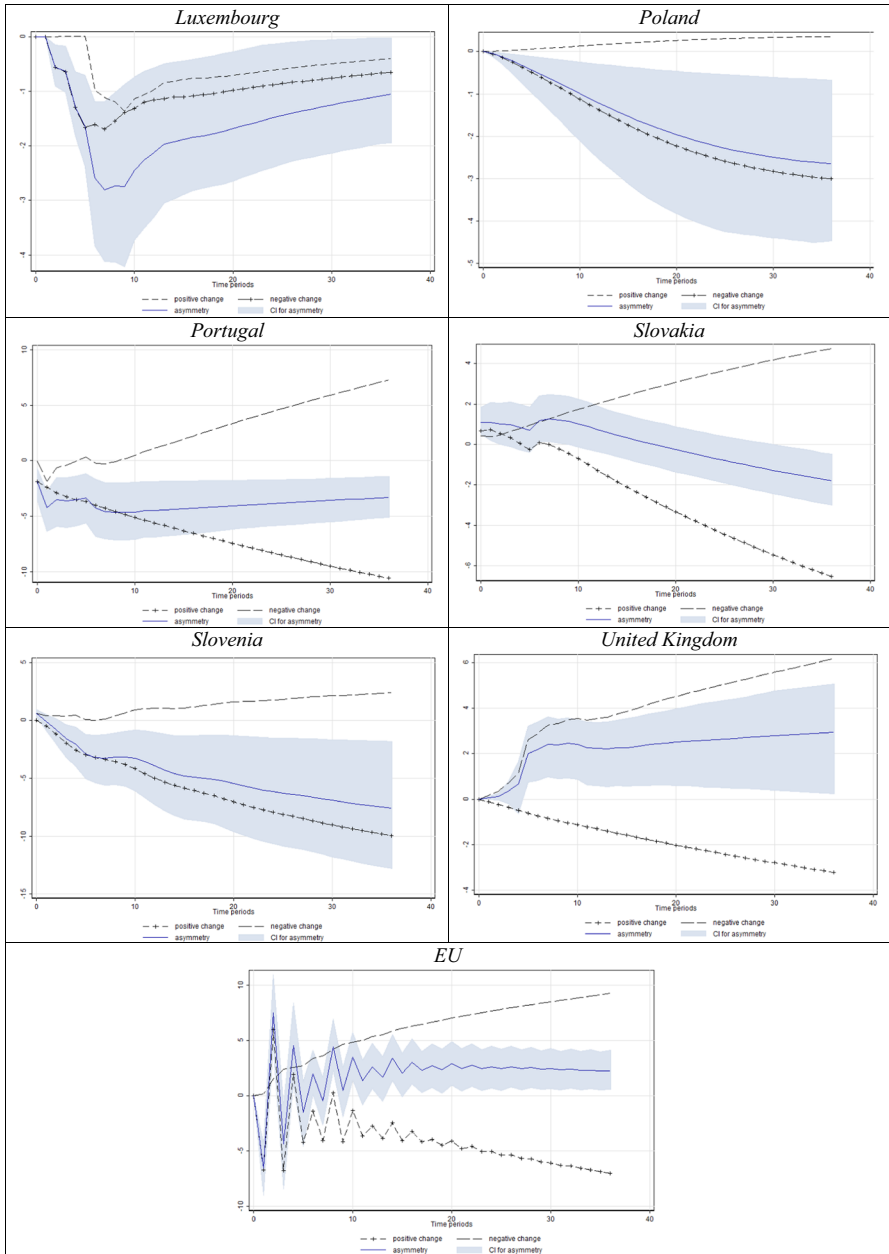 Luxembourg
0
-1
-2
-3
-4
0 10 20 30 40
Time periods
positive change negative change
asymmetry CI for asymmetry
Poland
1
0
-1
-2
-3
-4
-5
0 10 20 30 40
Time periods
positive change negative change
asymmetry CI for asymmetry
Portugal
10
5
0
-5
-10
0 10 20 30 40
Time periods
positive change negative change
asymmetry CI for asymmetry
Slovakia
4
2
0
-2
-4
-6
0 10 20 30 40
Time periods
positive change negative change
asymmetry CI for asymmetry
Slovenia
5
0
-5
-10
-15
0 10 20 30 40
Time periods
positive change negative change
asymmetry CI for asymmetry
United Kingdom
6
4
2
0
-2
-4
0 10 20 30 40
Time periods
positive change negative change
asymmetry CI for asymmetry
EU
10
5
0
-5
-10
0 10 20 30 40
Time periods
positive change negative change
asymmetry CI for asymmetry